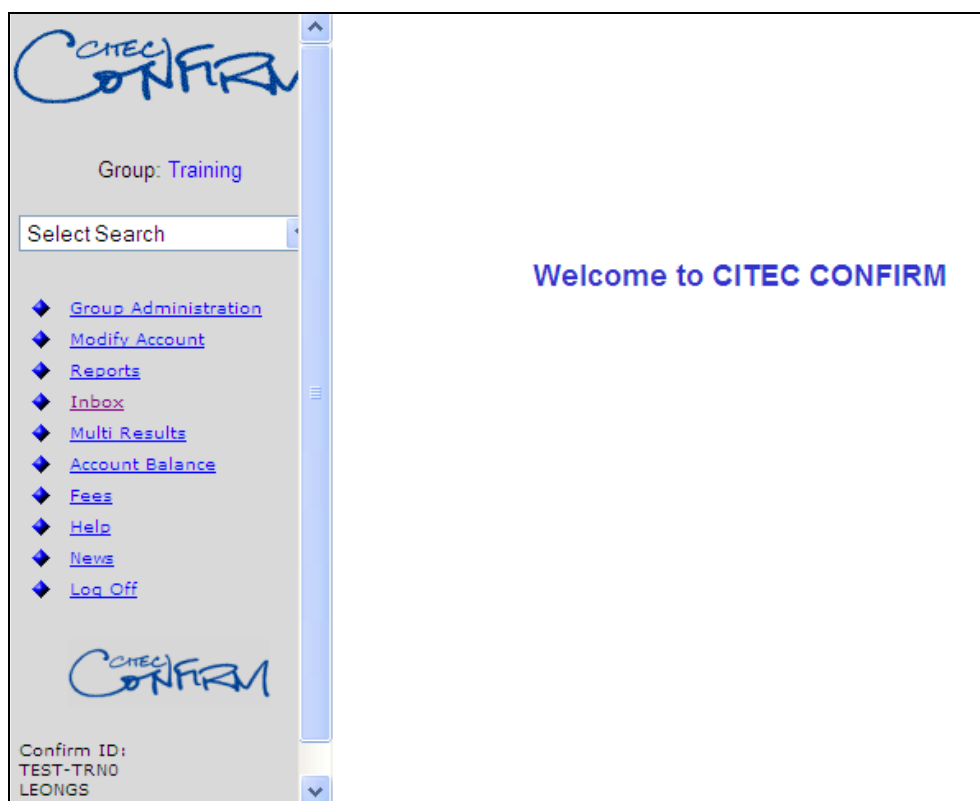 CITEC
CONFIRM
Group: Training
Select Search
Welcome to CITEC CONFIRM
Group Administration
Modify Account
Reports
Inbox
Multi Results
Account Balance
Fees
Help
News
Log Off
CITEC
CONFIRM
Confirm ID:
TEST-TRN0
LEONGS